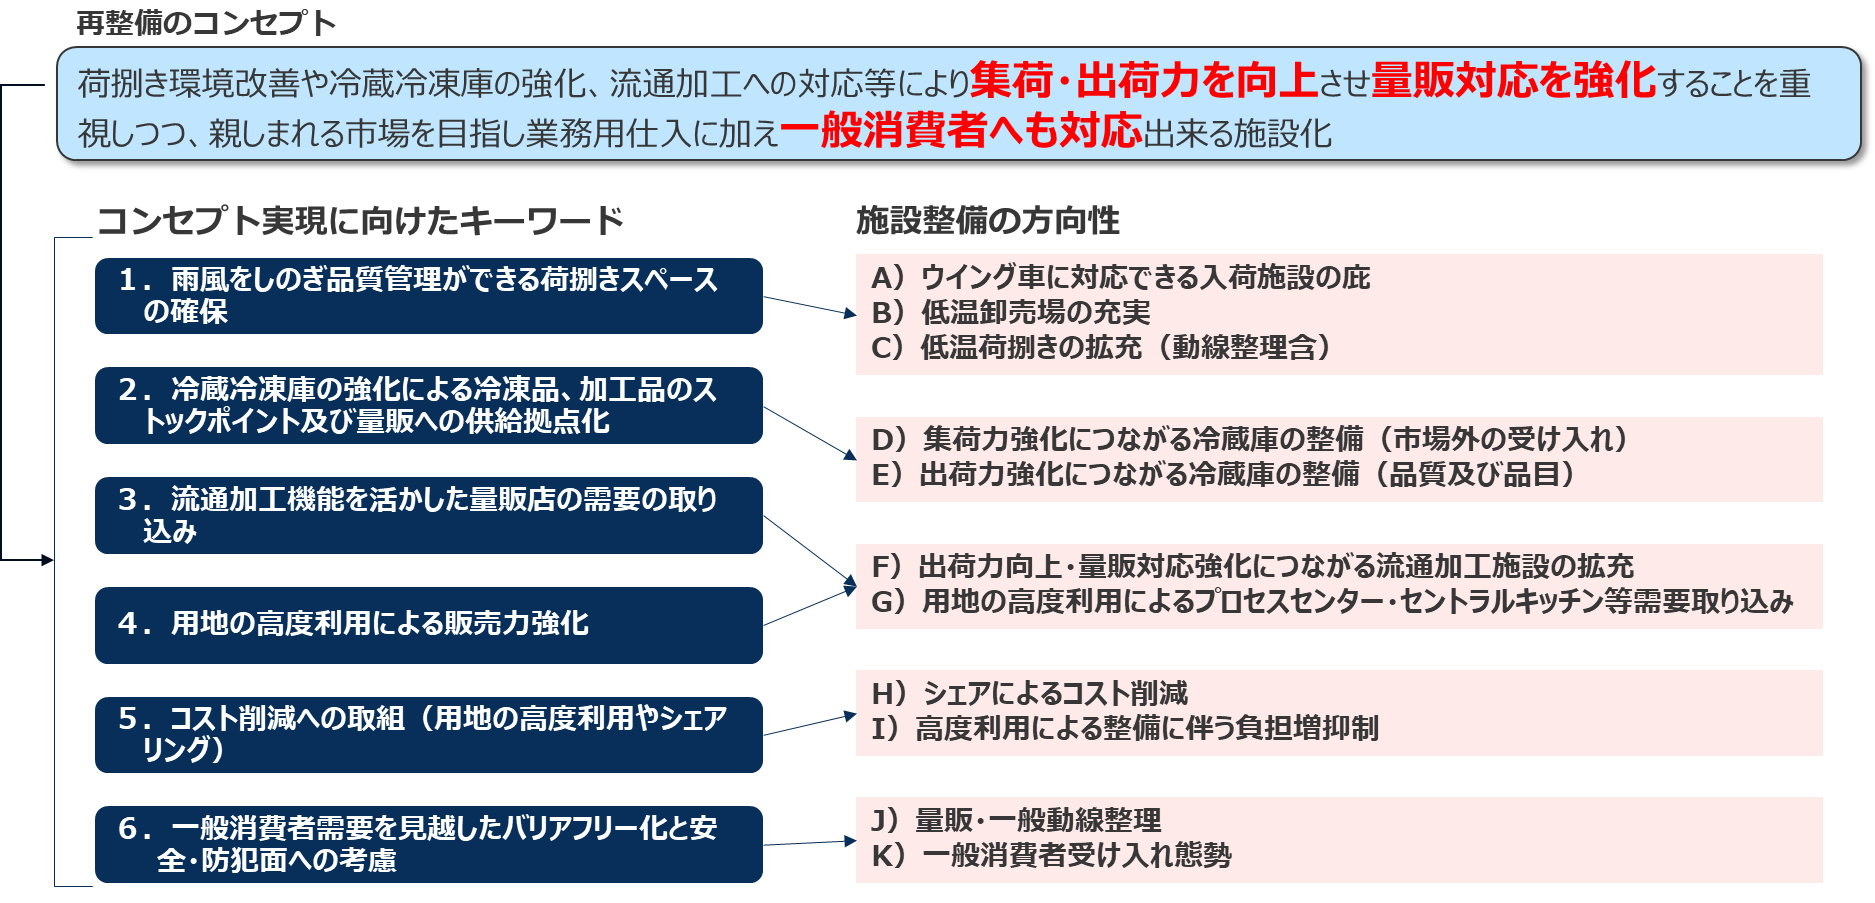 再整備のコンセプト
荷捌き環境改善や冷蔵冷凍庫の強化、流通加工への対応等により集荷・出荷力を向上させ量販対応を強化することを重
視しつつ、親しまれる市場を目指し業務用仕入に加え一般消費者へも対応出来る施設化
コンセプト実現に向けたキーワード
１．雨風をしのぎ品質管理ができる荷捌きスペース
の確保
２．冷蔵冷凍庫の強化による冷凍品、加工品のス
トックポイント及び量販への供給拠点化
３．流通加工機能を活かした量販店の需要の取り
込み
４．用地の高度利用による販売力強化
５．コスト削減への取組（用地の高度利用やシェア
リング）
６．一般消費者需要を見越したバリアフリー化と安
全・防犯面への考慮
施設整備の方向性
A）ウイング車に対応できる入荷施設の庇
B）低温卸売場の充実
C）低温荷捌きの拡充（動線整理含）
D）集荷力強化につながる冷蔵庫の整備（市場外の受け入れ）
E）出荷力強化につながる冷蔵庫の整備（品質及び品目）
F）出荷力向上・量販対応強化につながる流通加工施設の拡充
G）用地の高度利用によるプロセスセンター・セントラルキッチン等需要取り込み
H）シェアによるコスト削減
I）高度利用による整備に伴う負担増抑制
J）量販・一般動線整理
K）一般消費者受け入れ態勢